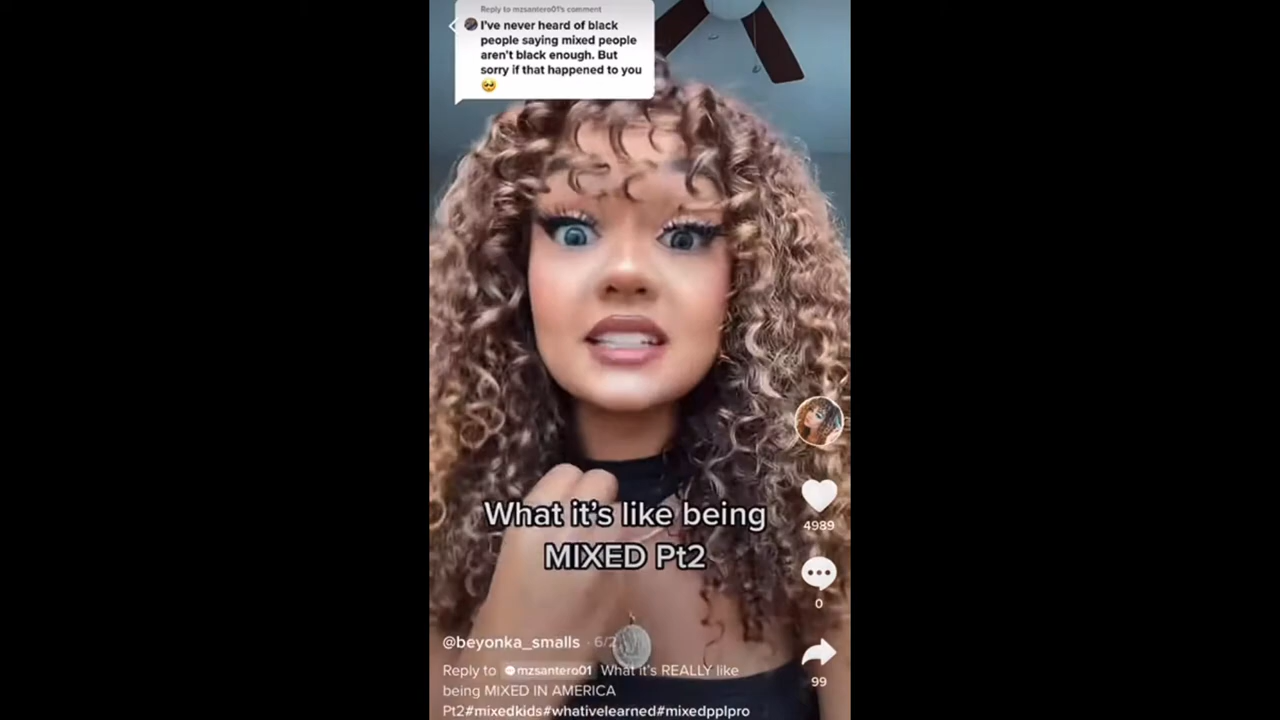 Reply to mzsantero01's comment
I've never heard of black
people saying mixed people
aren't black enough. But
sorry if that happened to you
🥺
What it's like being
MIXED Pt2
4989
0
99
@beyonka_smalls · 6/2
Reply to mzsantero01 What it's REALLY like
being MIXED IN AMERICA
Pt2#mixedkids#whativelearned#mixedpplpro